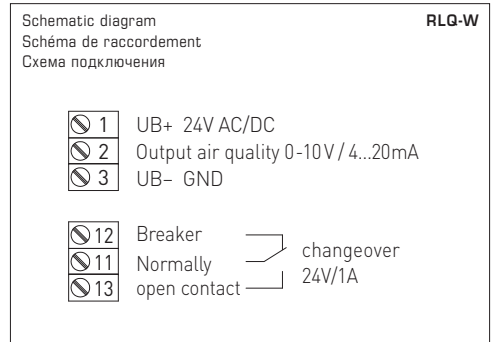 Schematic diagram RLQ-W
Schéma de raccordement
Схема подключения
1 UB+ 24V AC/DC
2 Output air quality 0-10V / 4...20mA
3 UB– GND
12 Breaker
11 Normally
13 open contact
changeover
24V/1A